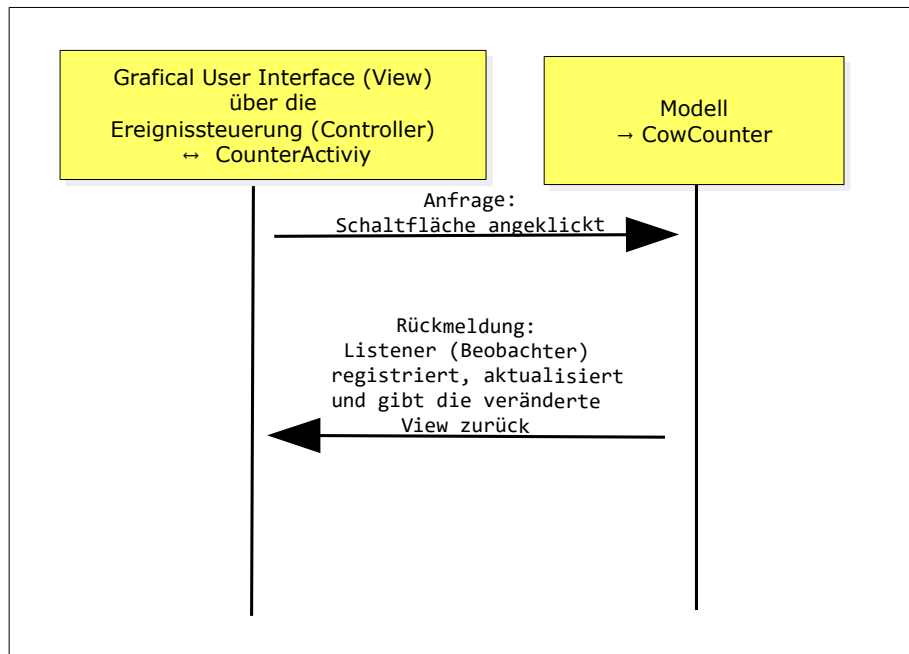 Grafical User Interface (View)
über die
Ereignissteuerung (Controller)
↔ CounterActiviy
Modell
→ CowCounter
Anfrage:
Schaltfläche angeklickt
Rückmeldung:
Listener (Beobachter)
registriert, aktualisiert
und gibt die veränderte
View zurück